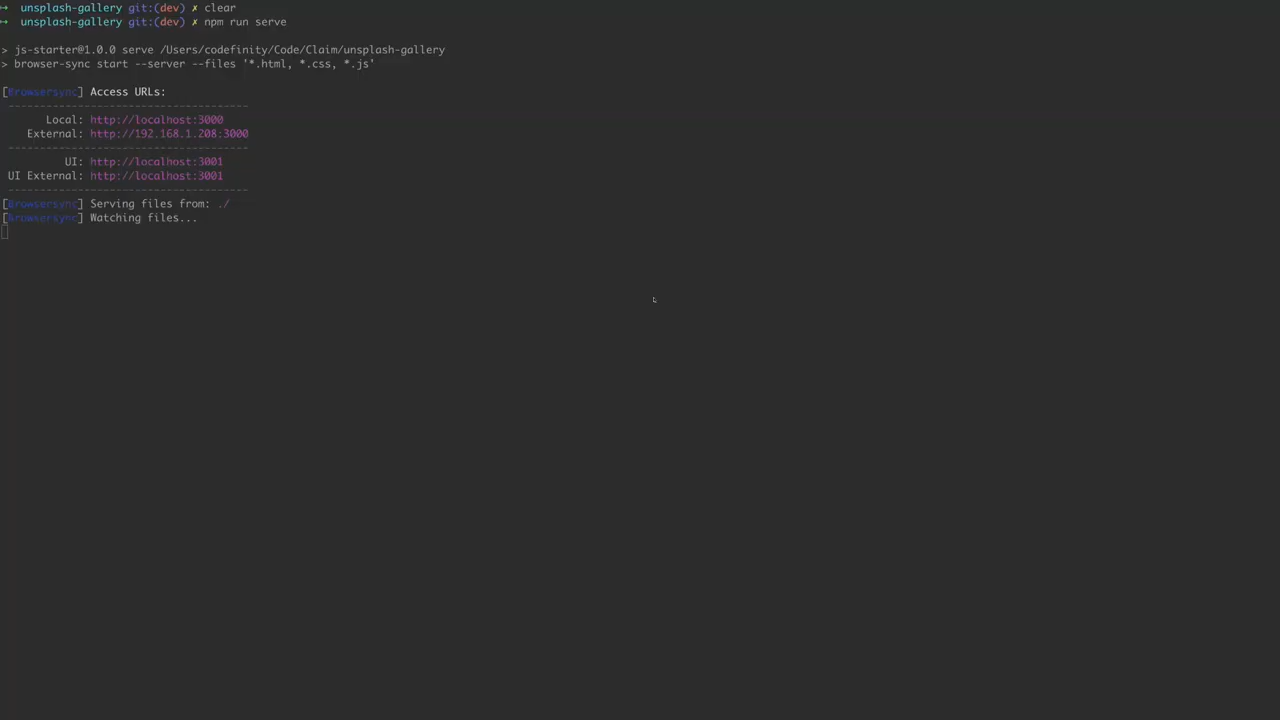 → unsplash-gallery git:(dev) ✗ clear
→ unsplash-gallery git:(dev) ✗ npm run serve
> js-starter@1.0.0 serve /Users/codefinity/Code/Claim/unsplash-gallery
> browser-sync start --server --files '*.html, *.css, *.js'
[Browsersync] Access URLs:
--------------------------------------
Local: http://localhost:3000
External: http://192.168.1.208:3000
--------------------------------------
UI: http://localhost:3001
UI External: http://localhost:3001
--------------------------------------
[Browsersync] Serving files from: ./
[Browsersync] Watching files...